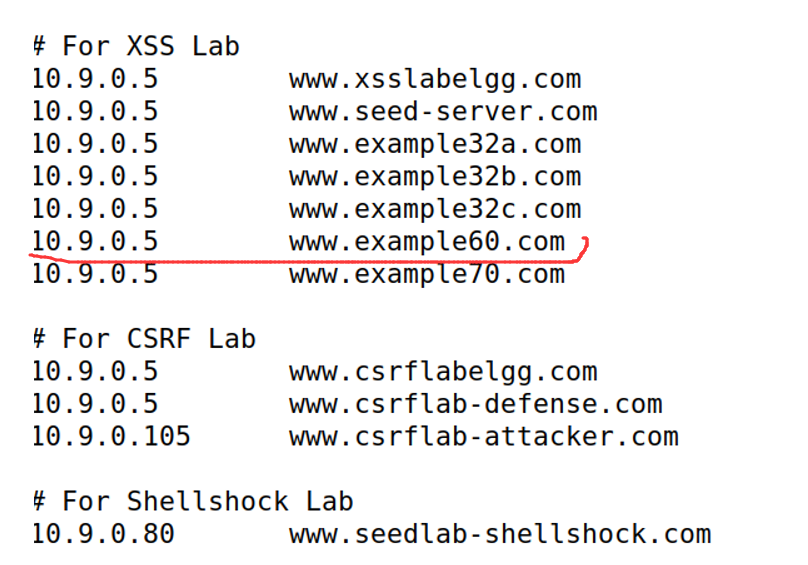 # For XSS Lab
10.9.0.5 www.xsslabelgg.com
10.9.0.5 www.seed-server.com
10.9.0.5 www.example32a.com
10.9.0.5 www.example32b.com
10.9.0.5 www.example32c.com
10.9.0.5 www.example60.com
10.9.0.5 www.example70.com
# For CSRF Lab
10.9.0.5 www.csrflabelgg.com
10.9.0.5 www.csrflab-defense.com
10.9.0.105 www.csrflab-attacker.com
# For Shellshock Lab
10.9.0.80 www.seedlab-shellshock.com